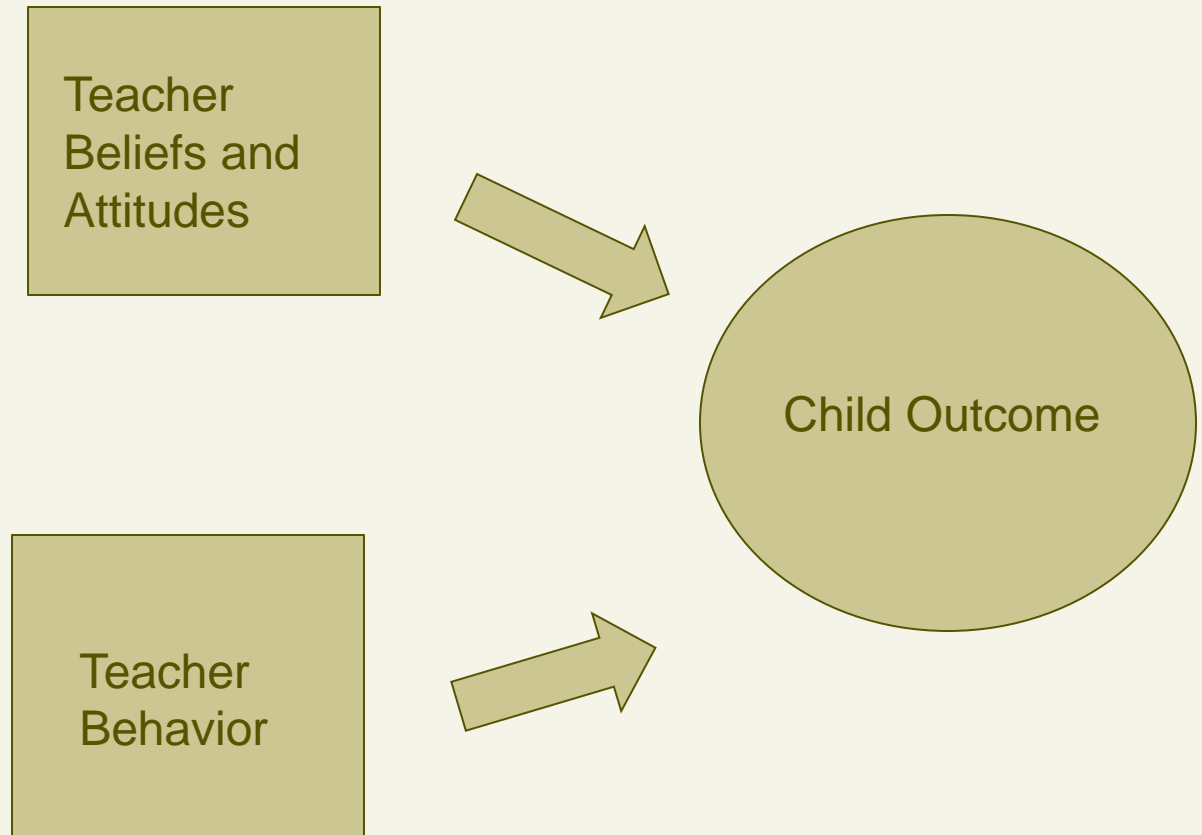 Teacher
Beliefs and
Attitudes
Child Outcome
Teacher
Behavior